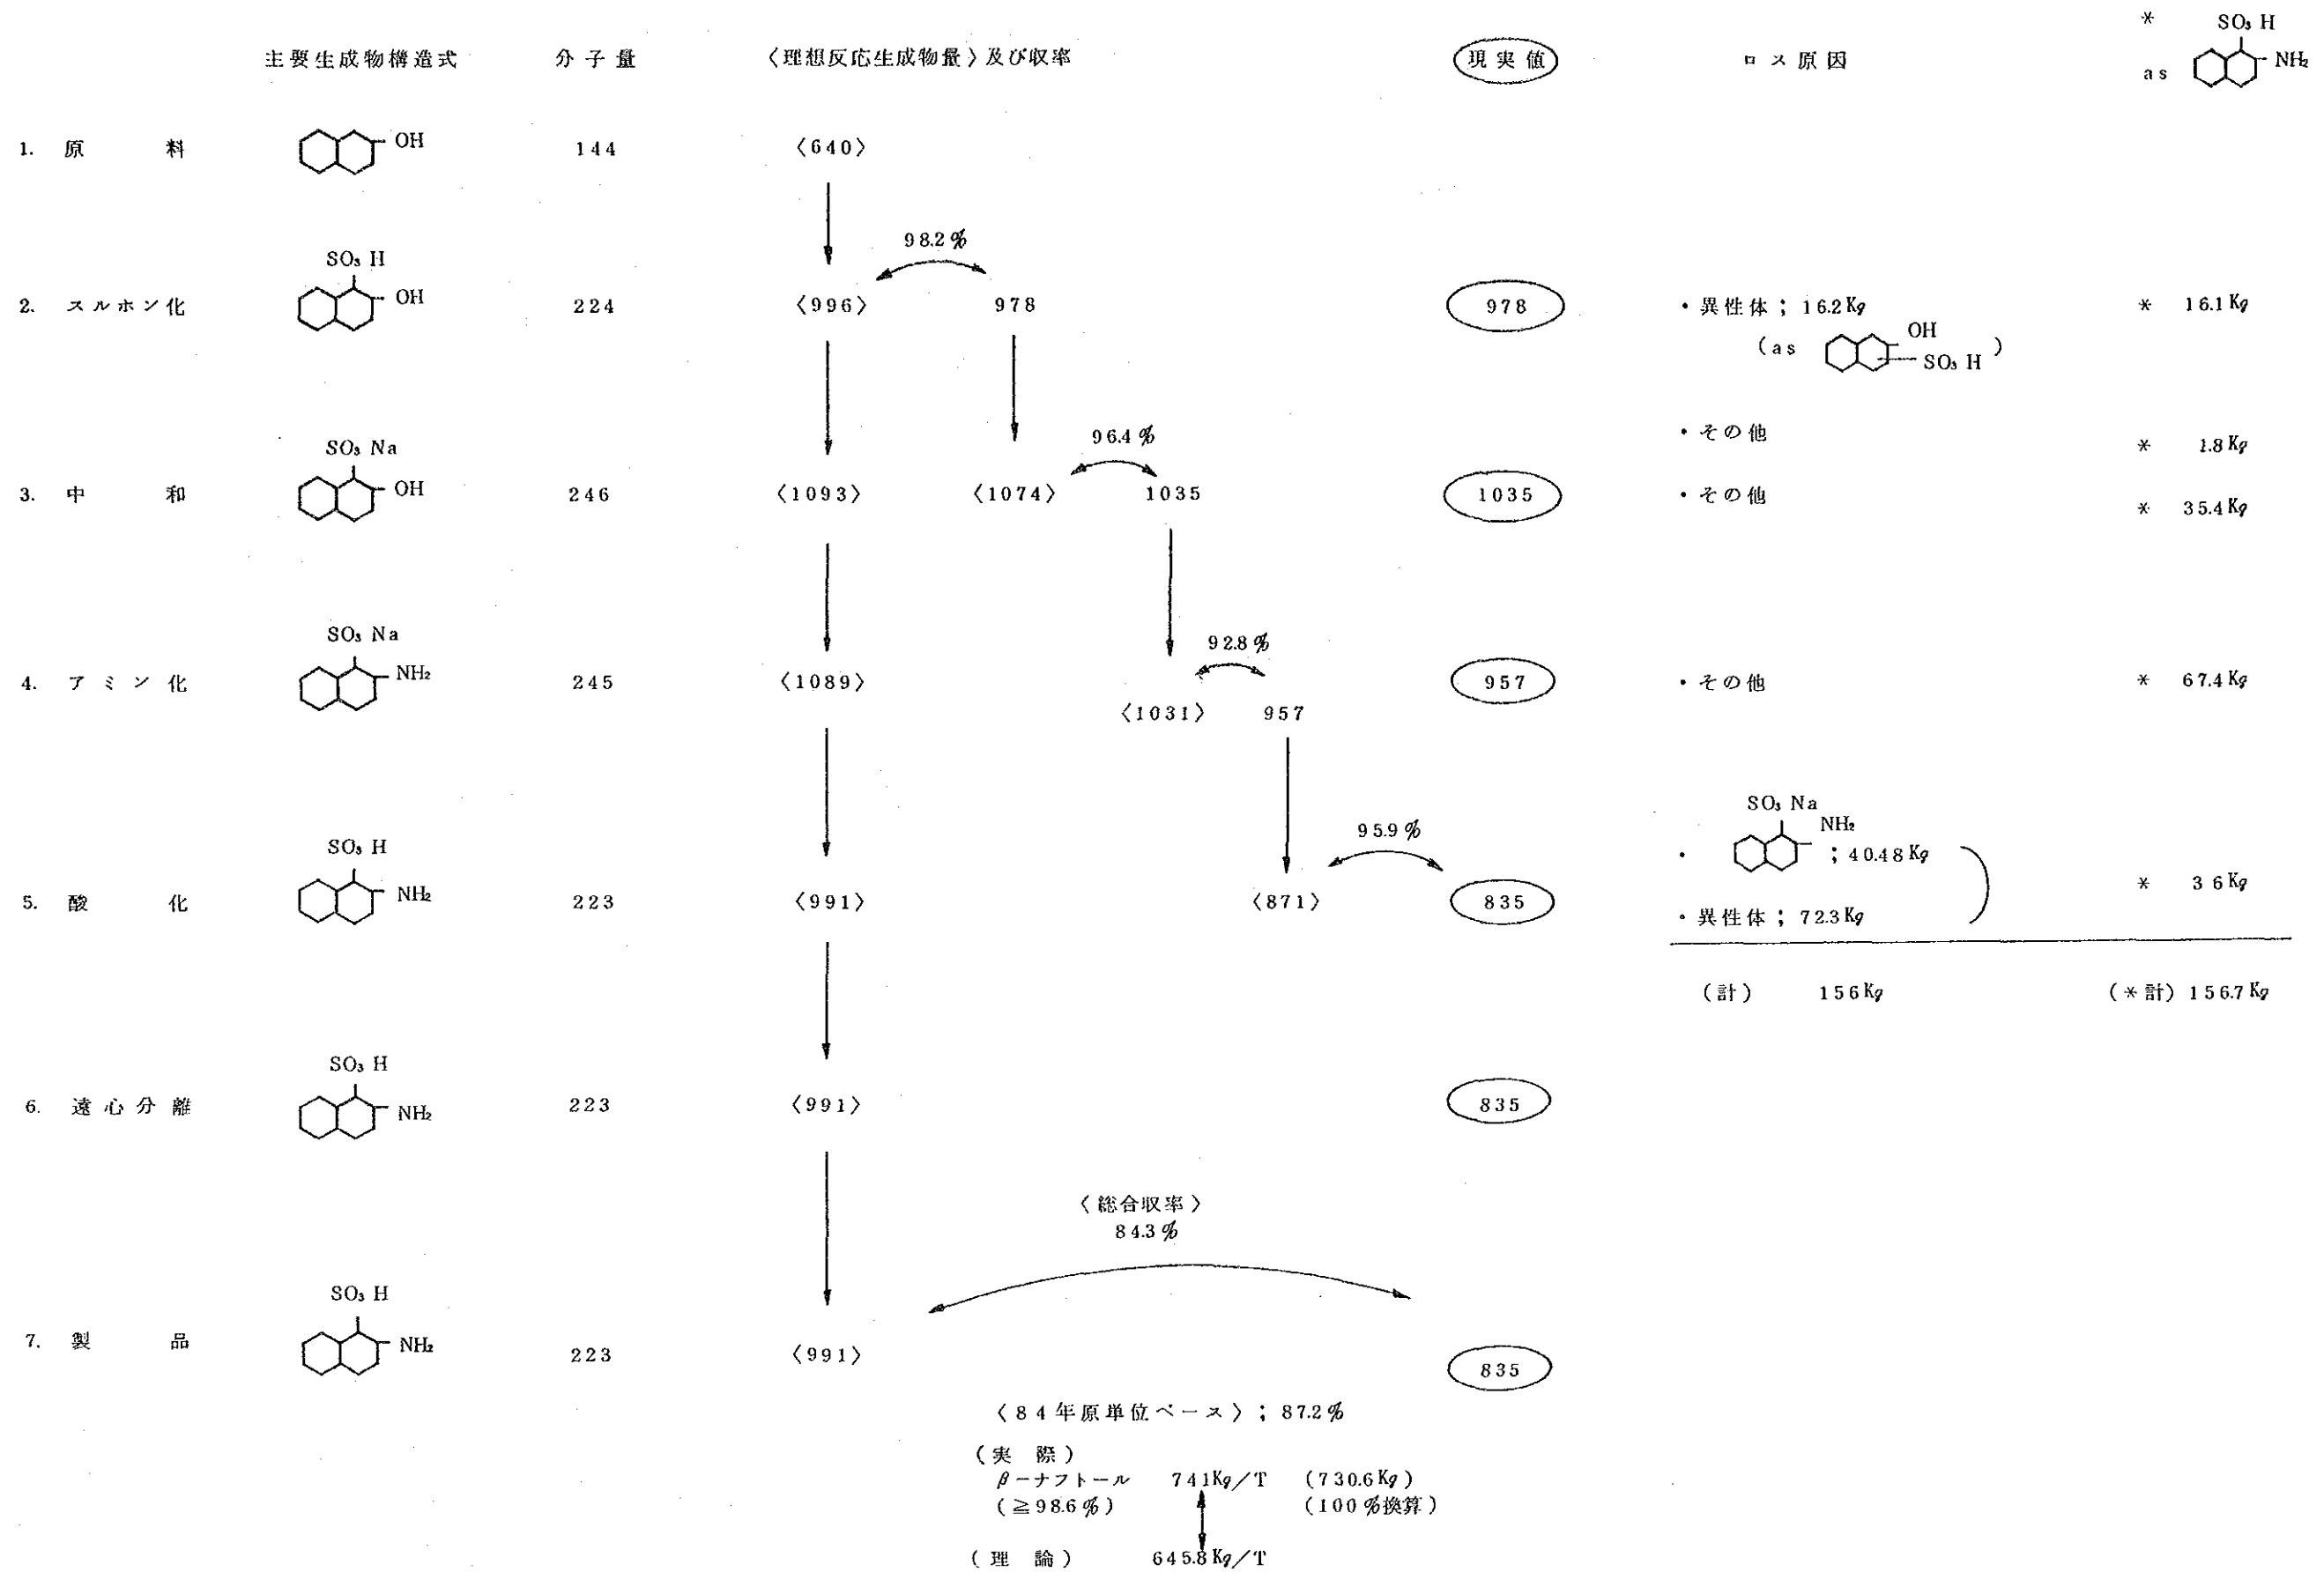 主要生成物構造式 分子量 〈理想反応生成物量〉及び収率 現実値 ロス原因 * as SO₃H NH₂
1. 原料 OH 144 〈640〉
98.2%
SO₃H
2. スルホン化 OH 224 〈996〉 978 978 ・異性体；16.2Kg * 16.1Kg
(as OH SO₃H)
・その他 * 1.8Kg
96.4%
SO₃Na
3. 中和 OH 246 〈1093〉 〈1074〉 1035 1035 ・その他 * 35.4Kg
92.8%
SO₃Na
4. アミン化 NH₂ 245 〈1089〉 957 ・その他 * 67.4Kg
〈1031〉 957
95.9%
SO₃Na
・ NH₂ ；40.48Kg
SO₃H
5. 酸化 NH₂ 223 〈991〉 〈871〉 835 * 36Kg
・異性体；72.3Kg
(計) 156Kg (*計) 156.7Kg
SO₃H
6. 遠心分離 NH₂ 223 〈991〉 835
〈総合収率〉
84.3%
SO₃H
7. 製品 NH₂ 223 〈991〉 835
〈84年原単位ベース〉；87.2%
(実際)
β-ナフトール 741Kg/T (730.6Kg)
(≧98.6%) (100%換算)
(理論) 645.8Kg/T